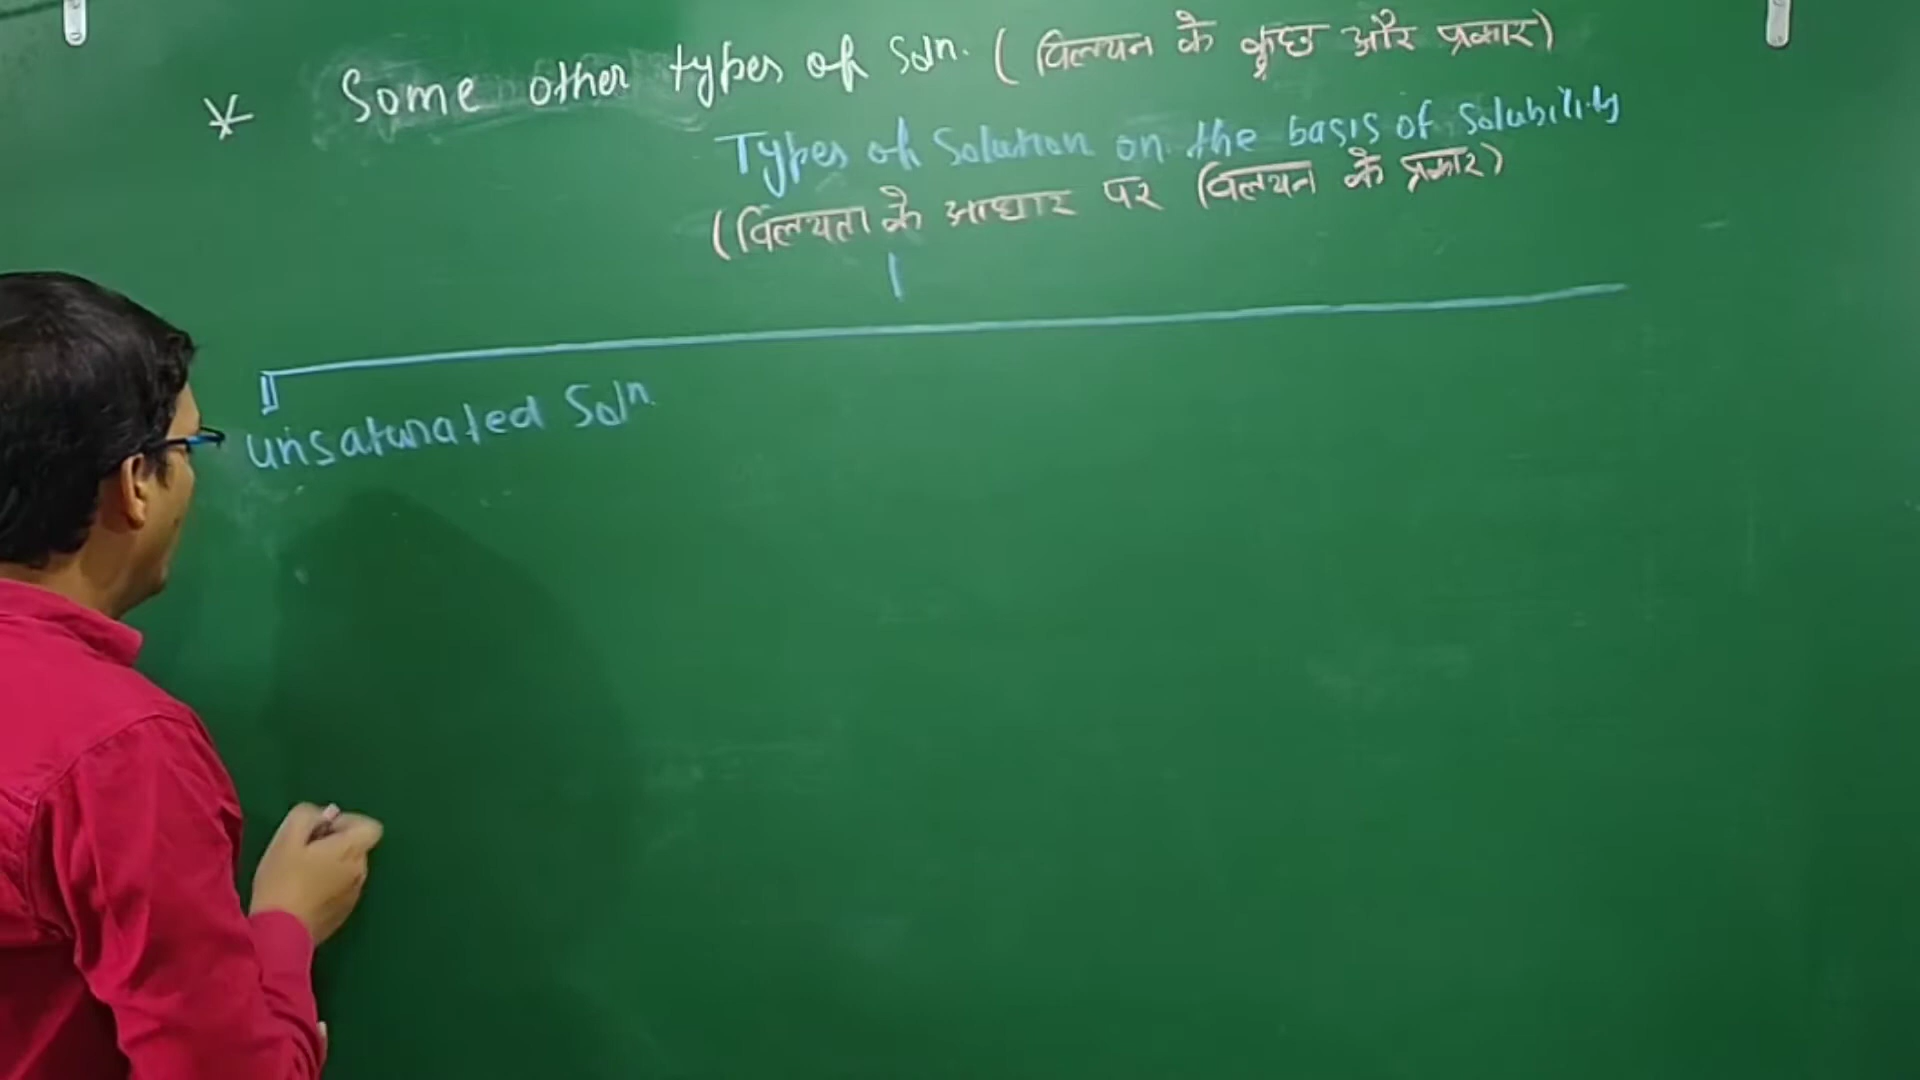 * Some other types of Soln. (विलयन के कुछ और प्रकार)
Types of Solution on the basis of Solubility
(विलयता के आधार पर विलयन के प्रकार)
unsaturated Soln.